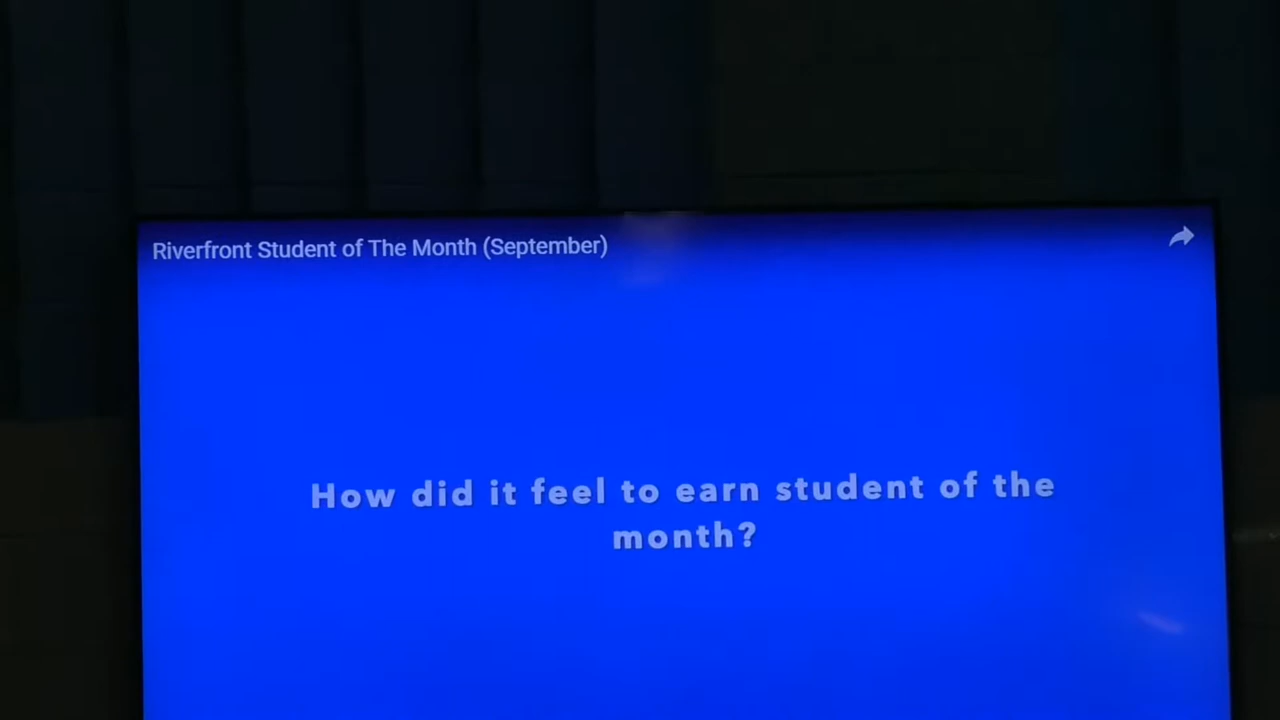 Riverfront Student of The Month (September)
How did it feel to earn student of the
month?